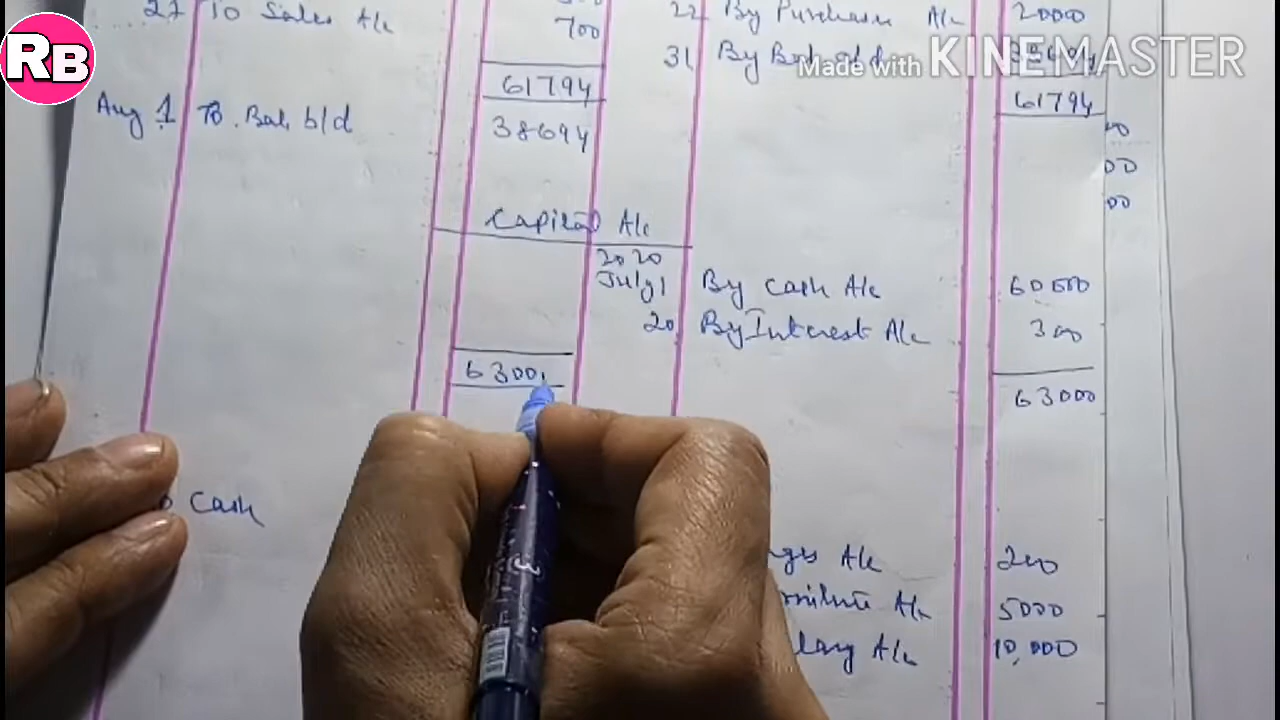 RB
27 To Sales A/c 700
22 By Purchase A/c 2000
31 By Bal c/d
Made with KINEMASTER
61794 61794
Aug 1 To Bal b/d 38694
Capital A/c
2020
July 1 By Cash A/c 60000
20 By Interest A/c 300
63000 63000
Cash
A/c 200
A/c 5000
A/c 10,000